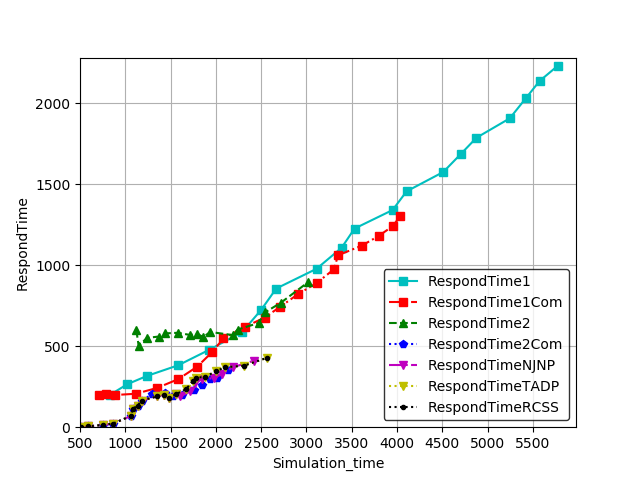 2000
1500
1000
500
0
RespondTime
500 1000 1500 2000 2500 3000 3500 4000 4500 5000 5500
Simulation_time
RespondTime1
RespondTime1Com
RespondTime2
RespondTime2Com
RespondTimeNJNP
RespondTimeTADP
RespondTimeRCSS